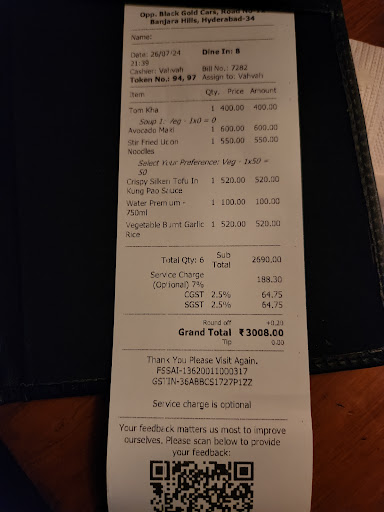 Opp. Black Gold Cars, Road No
Banjara Hills, Hyderabad-34
Name:
Date: 26/07/24 Dine In: 8
21:39
Cashier: Vahvah Bill No.: 7282
Token No.: 94, 97 Assign to: Vahvah
Item Qty. Price Amount
Tom Kha 1 400.00 400.00
Soup 1: Veg - 1x0 = 0
Avocado Maki 1 600.00 600.00
Stir Fried Udon 1 550.00 550.00
Noodles
Select Your Preference: Veg - 1x50 =
50
Crispy Silken Tofu In 1 520.00 520.00
Kung Pao Sauce
Water Premium - 1 100.00 100.00
750ml
Vegetable Burnt Garlic 1 520.00 520.00
Rice
Total Qty: 6 Sub Total 2690.00
Service Charge
(Optional) 7% 188.30
CGST 2.5% 64.75
SGST 2.5% 64.75
Round off +0.20
Grand Total ₹3008.00
Tip 0.00
Thank You Please Visit Again.
FSSAI-13620011000317
GSTIN-36ABBCS1727P1ZZ
Service charge is optional
Your feedback matters us most to improve
ourselves. Please scan below to provide
your feedback: